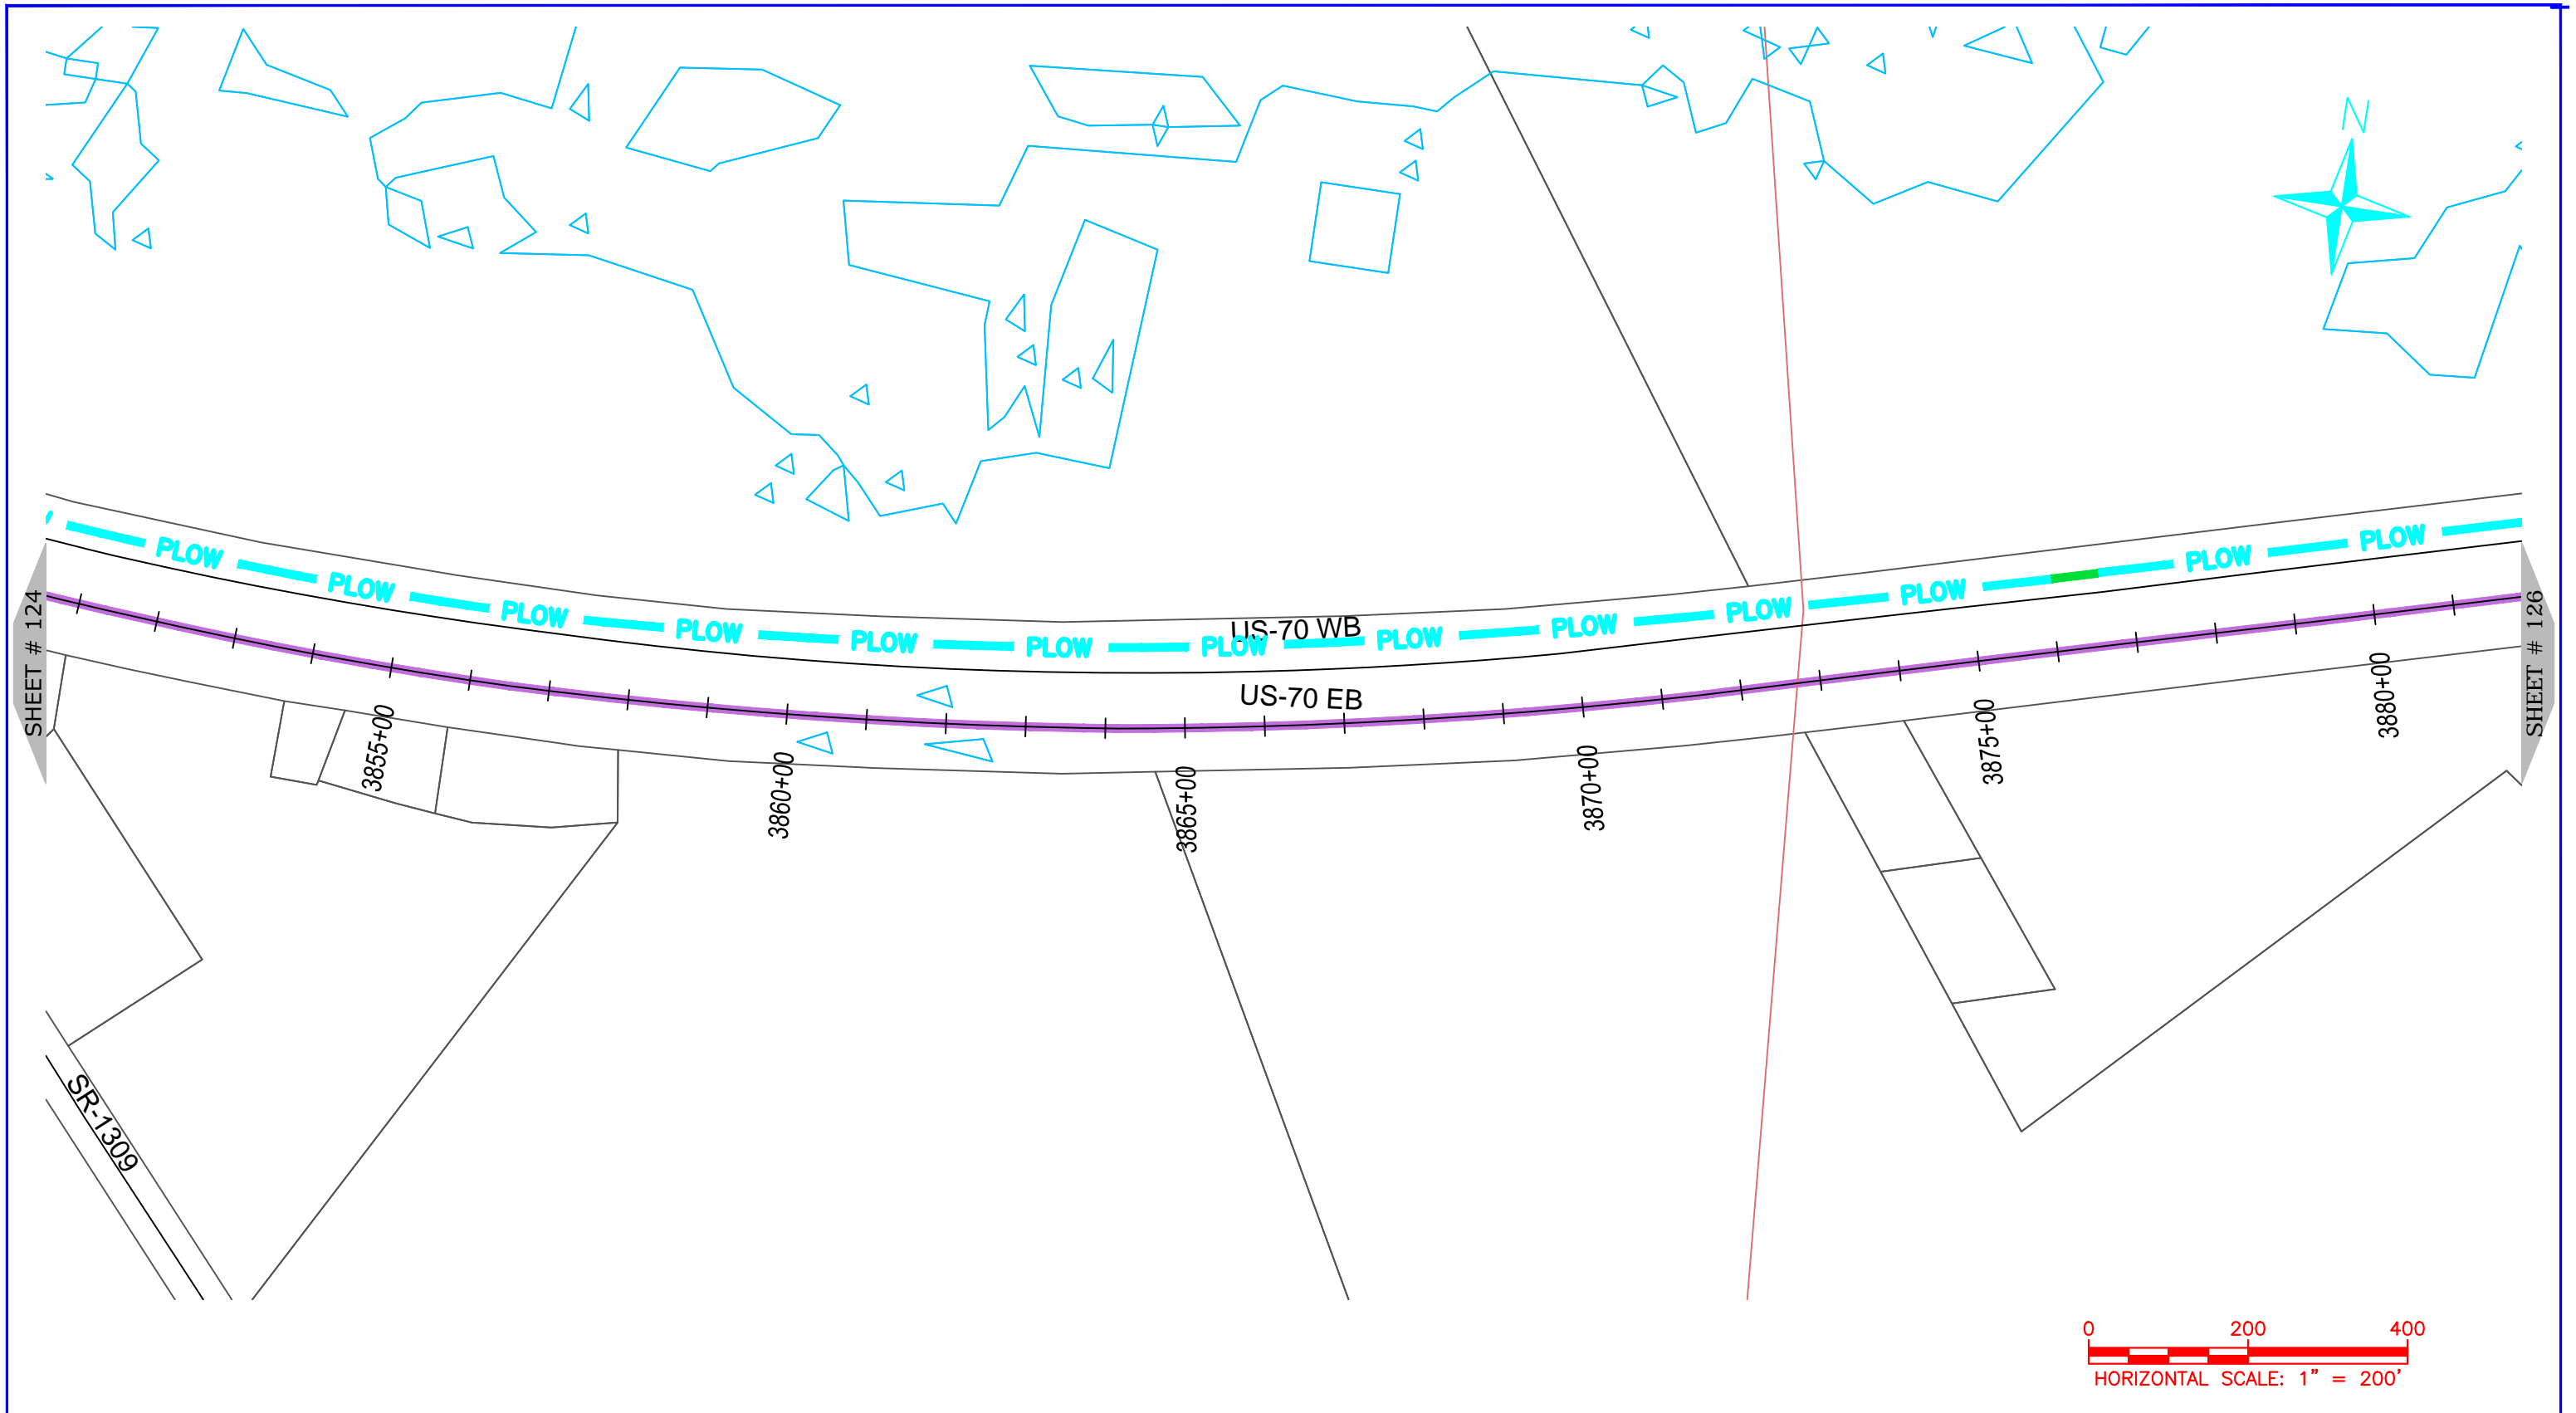 N
PLOW PLOW PLOW PLOW PLOW PLOW PLOW PLOW PLOW PLOW PLOW PLOW PLOW
US-70 WB
US-70 EB
SHEET # 124
SHEET # 126
3855+00
3860+00
3865+00
3870+00
3875+00
3880+00
SR-1309
0 200 400
HORIZONTAL SCALE: 1" = 200'